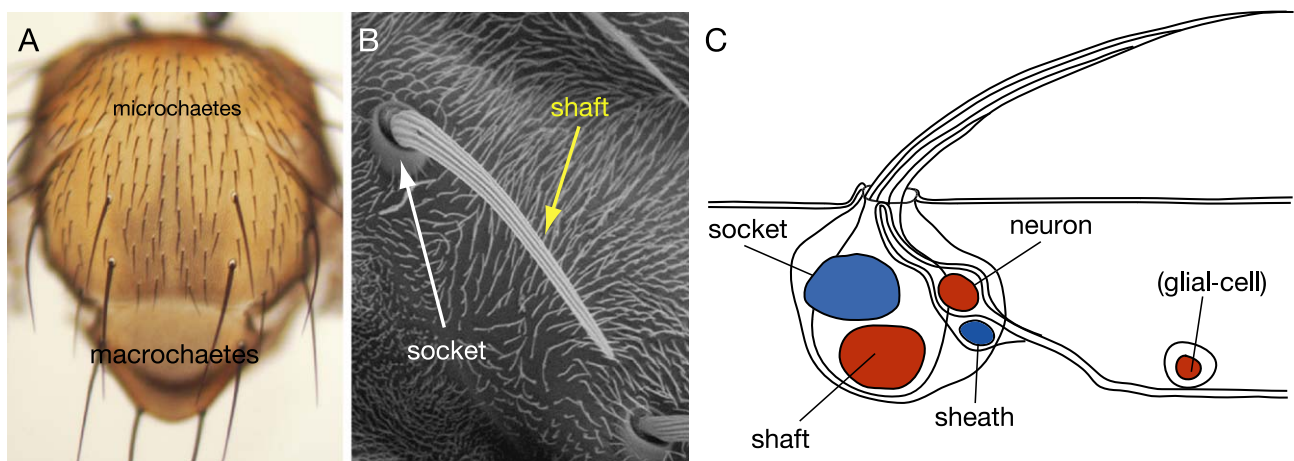 A
microchaetes
macrochaetes
B
shaft
socket
C
socket
neuron
(glial-cell)
sheath
shaft